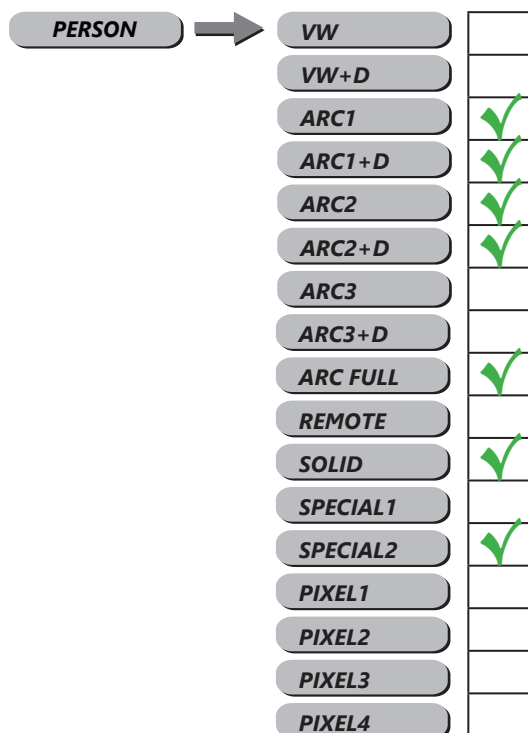 PERSON
VW
VW+D
ARC1
ARC1+D
ARC2
ARC2+D
ARC3
ARC3+D
ARC FULL
REMOTE
SOLID
SPECIAL1
SPECIAL2
PIXEL1
PIXEL2
PIXEL3
PIXEL4